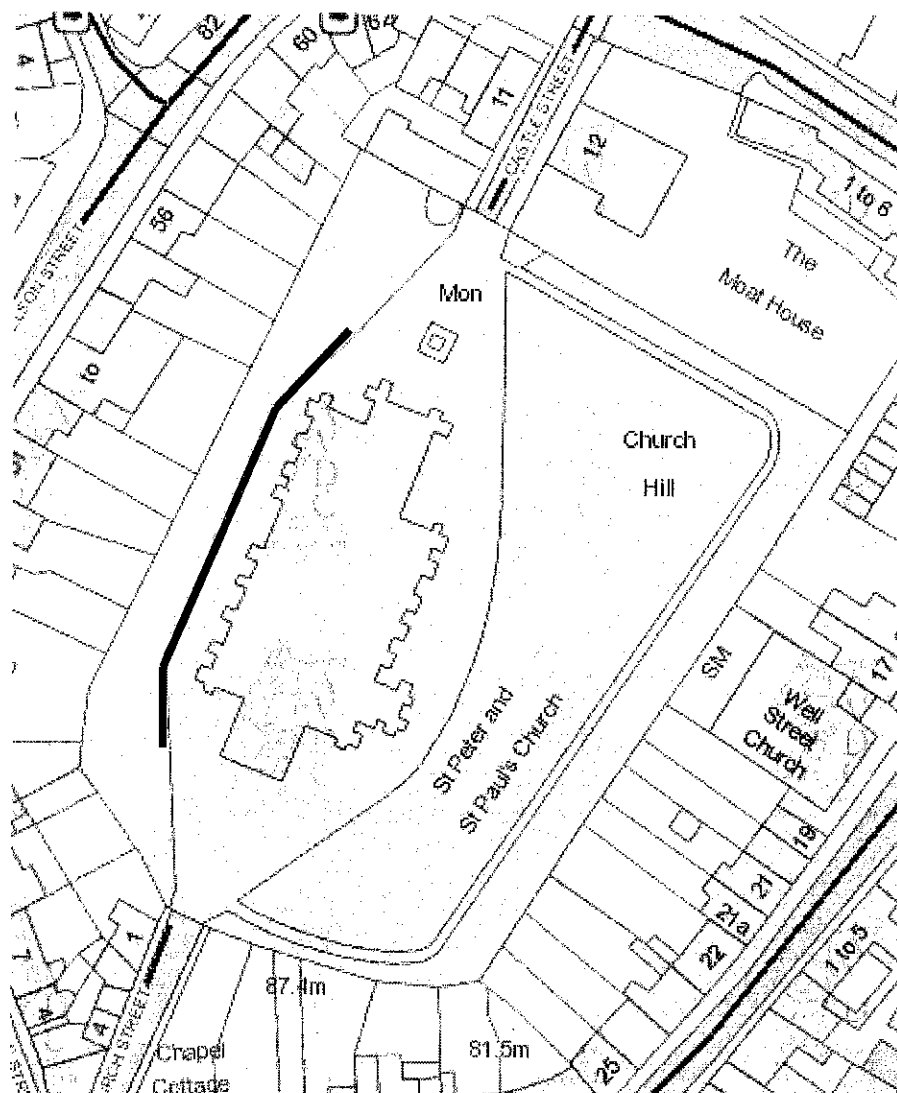 82
60
64
4
11
CASTLE STREET
12
1 to 6
56
The
Moat House
Mon
to
Church
Hill
SM
17
Well
Street
Church
St Peter and
St Paul's Church
19
21
21a
22
1 to 5
1
87.4m
4
81.5m
25
Chapel
Cottage